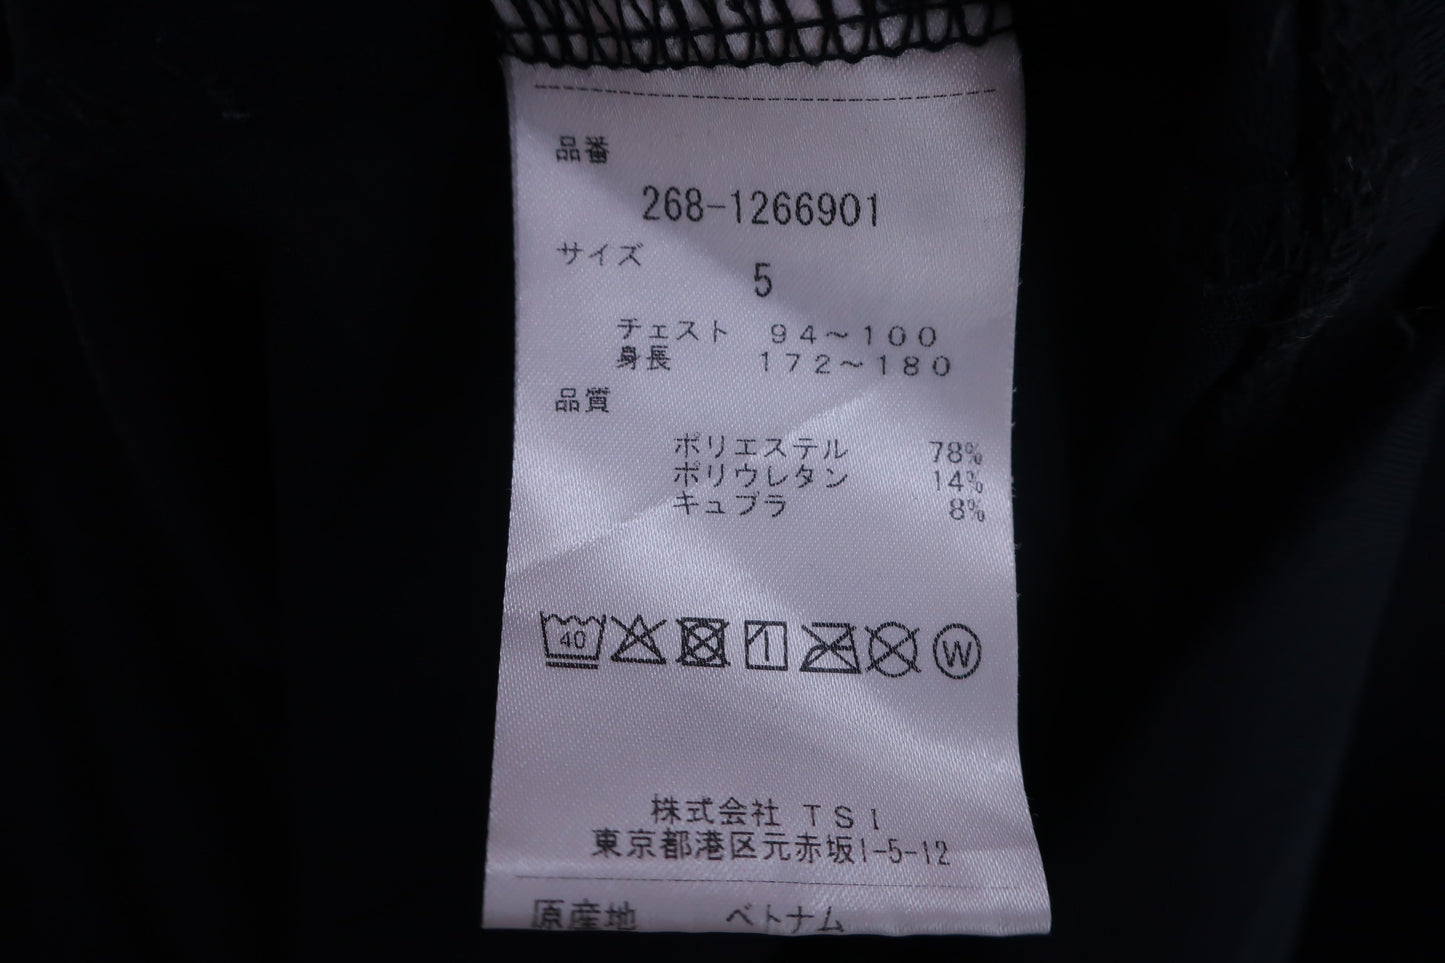 品番
268-1266901
サイズ
5
チェスト 94～100
身長 172～180
品質
ポリエステル 78%
ポリウレタン 14%
キュプラ 8%
40 W
株式会社 TSI
東京都港区元赤坂1-5-12
原産地 ベトナム